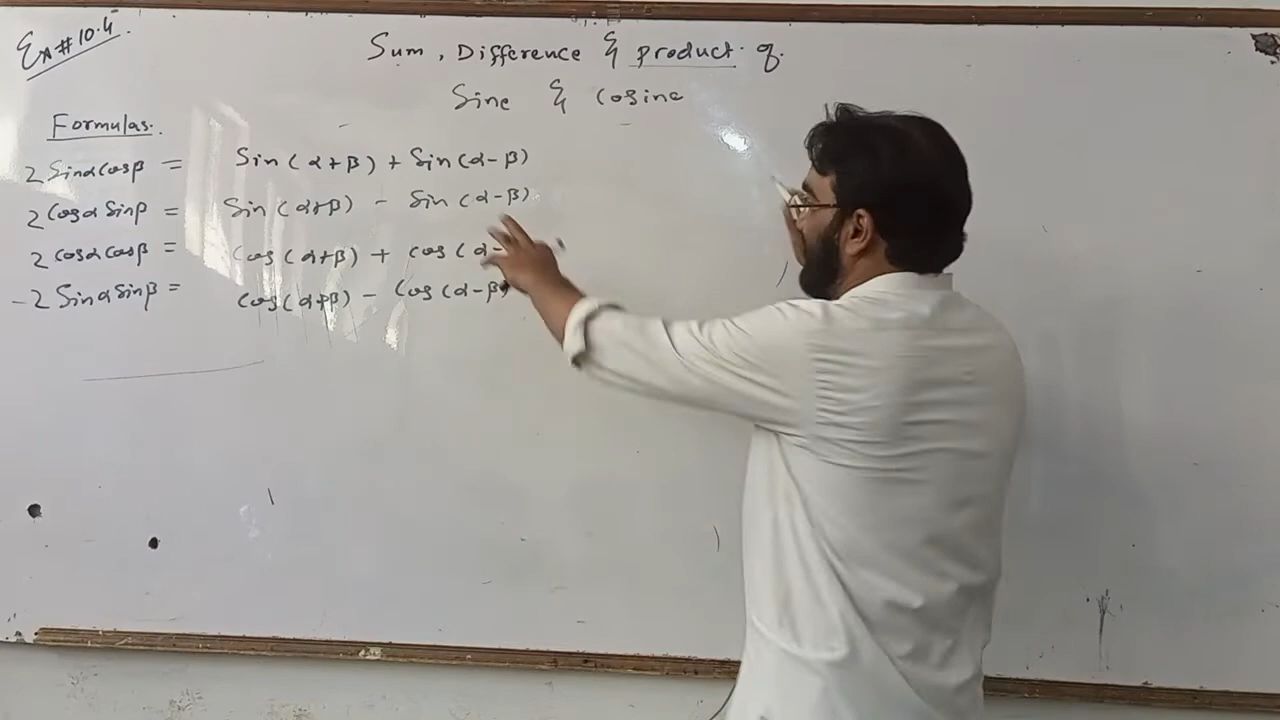 Ex # 10.4.
Sum, Difference & product of
Sine & Cosine
Formulas.
2 Sinα Cosβ = Sin(α+β) + Sin(α-β)
2 Cosα Sinβ = Sin(α+β) - Sin(α-β)
2 Cosα Cosβ = Cos(α+β) + Cos(α-
-2 Sinα Sinβ = Cos(α+β) - Cos(α-β)